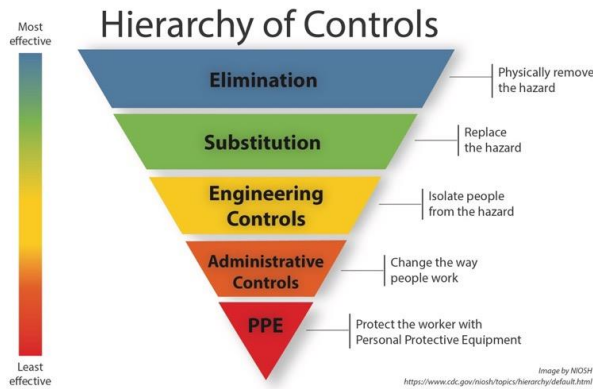 Hierarchy of Controls
Most
effective
Elimination
Physically remove
the hazard
Substitution
Replace
the hazard
Engineering
Controls
Isolate people
from the hazard
Administrative
Controls
Change the way
people work
PPE
Protect the worker with
Personal Protective Equipment
Least
effective
Image by NIOSH
https://www.cdc.gov/niosh/topics/hierarchy/default.html